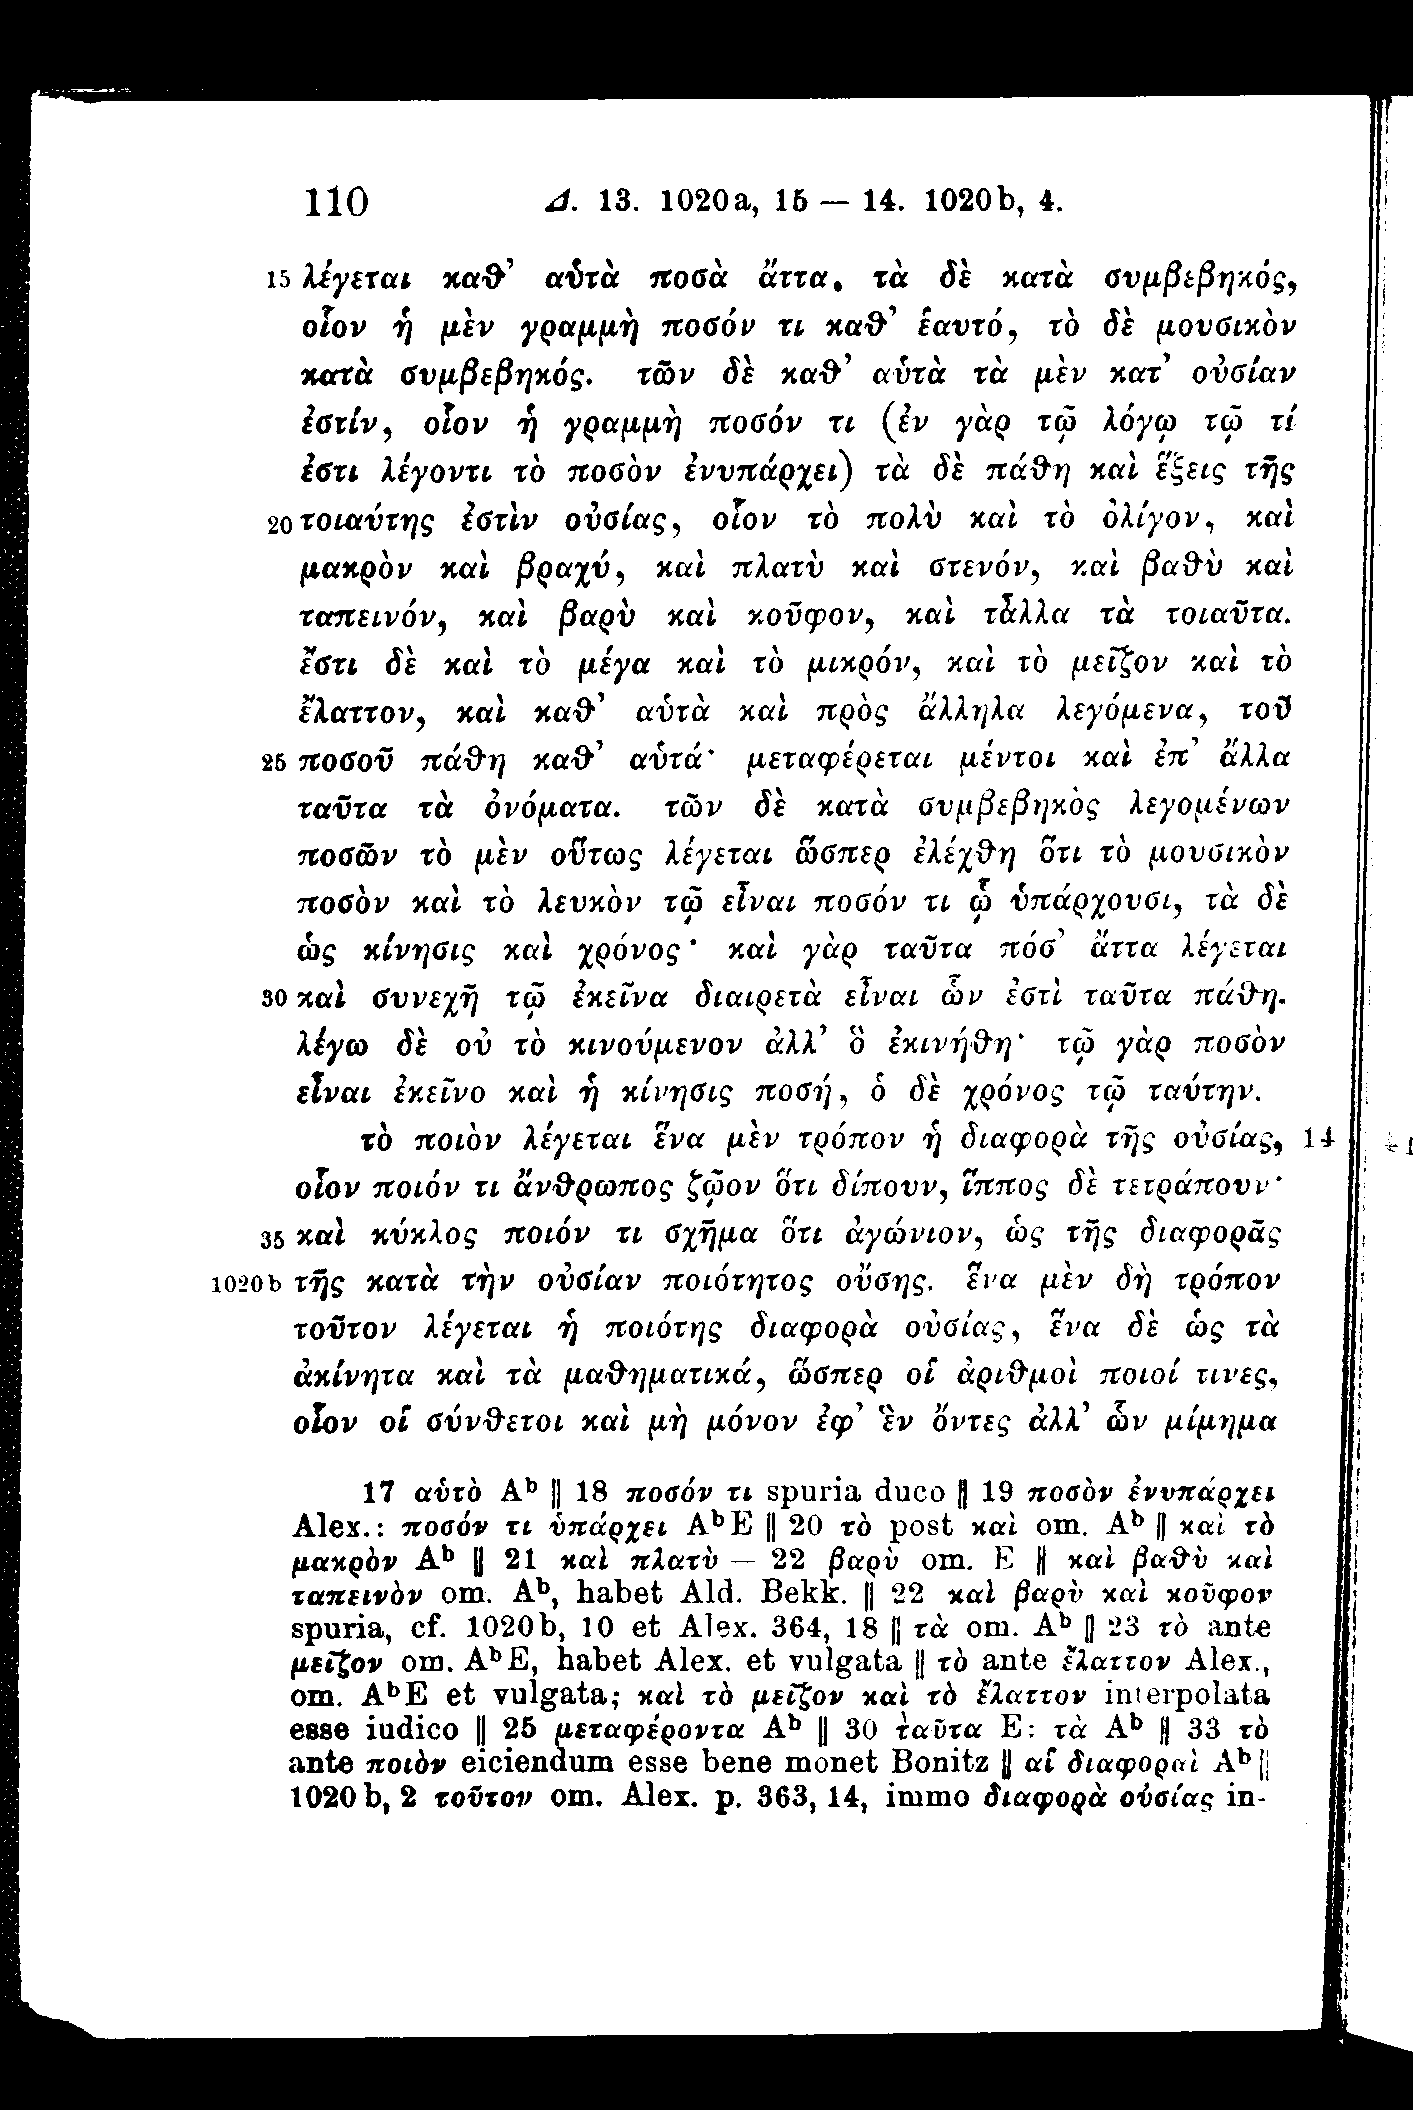 110 Δ. 13. 1020a, 15 — 14. 1020b, 4.
15 λέγεται καθ᾽ αὑτὰ ποσὰ ἄττα, τὰ δὲ κατὰ συμβεβηκός,
οἷον ἡ μὲν γραμμὴ ποσόν τι καθ᾽ ἑαυτό, τὸ δὲ μουσικὸν
κατὰ συμβεβηκός. τῶν δὲ καθ᾽ αὑτὰ τὰ μὲν κατ᾽ οὐσίαν
ἐστίν, οἷον ἡ γραμμὴ ποσόν τι (ἐν γὰρ τῷ λόγῳ τῷ τί
ἐστι λέγοντι τὸ ποσὸν ἐνυπάρχει) τὰ δὲ πάθη καὶ ἕξεις τῆς
20 τοιαύτης ἐστὶν οὐσίας, οἷον τὸ πολὺ καὶ τὸ ὀλίγον, καὶ
μακρὸν καὶ βραχύ, καὶ πλατὺ καὶ στενόν, καὶ βαθὺ καὶ
ταπεινόν, καὶ βαρὺ καὶ κοῦφον, καὶ τἆλλα τὰ τοιαῦτα.
ἔστι δὲ καὶ τὸ μέγα καὶ τὸ μικρόν, καὶ τὸ μεῖζον καὶ τὸ
ἔλαττον, καὶ καθ᾽ αὑτὰ καὶ πρὸς ἄλληλα λεγόμενα, τοῦ
25 ποσοῦ πάθη καθ᾽ αὑτά· μεταφέρεται μέντοι καὶ ἐπ᾽ ἄλλα
ταῦτα τὰ ὀνόματα. τῶν δὲ κατὰ συμβεβηκὸς λεγομένων
ποσῶν τὸ μὲν οὕτως λέγεται ὥσπερ ἐλέχθη ὅτι τὸ μουσικὸν
ποσὸν καὶ τὸ λευκὸν τῷ εἶναι ποσόν τι ᾧ ὑπάρχουσι, τὰ δὲ
ὡς κίνησις καὶ χρόνος· καὶ γὰρ ταῦτα πόσ᾽ ἄττα λέγεται
30 καὶ συνεχῆ τῷ ἐκεῖνα διαιρετὰ εἶναι ὧν ἐστὶ ταῦτα πάθη.
λέγω δὲ οὐ τὸ κινούμενον ἀλλ᾽ ὃ ἐκινήθη· τῷ γὰρ ποσὸν
εἶναι ἐκεῖνο καὶ ἡ κίνησις ποσή, ὁ δὲ χρόνος τῷ ταύτην.
τὸ ποιὸν λέγεται ἕνα μὲν τρόπον ἡ διαφορὰ τῆς οὐσίας, 14
οἷον ποιόν τι ἄνθρωπος ζῷον ὅτι δίπουν, ἵππος δὲ τετράπουν·
35 καὶ κύκλος ποιόν τι σχῆμα ὅτι ἀγώνιον, ὡς τῆς διαφορᾶς
1020b τῆς κατὰ τὴν οὐσίαν ποιότητος οὔσης. ἕνα μὲν δὴ τρόπον
τοῦτον λέγεται ἡ ποιότης διαφορὰ οὐσίας, ἕνα δὲ ὡς τὰ
ἀκίνητα καὶ τὰ μαθηματικά, ὥσπερ οἱ ἀριθμοὶ ποιοί τινες,
οἷον οἱ σύνθετοι καὶ μὴ μόνον ἐφ᾽ ἓν ὄντες ἀλλ᾽ ὧν μίμημα
17 αὑτὸ Aᵇ || 18 ποσόν τι spuria duco || 19 ποσὸν ἐνυπάρχει
Alex.: ποσόν τι ὑπάρχει AᵇE || 20 τὸ post καὶ om. Aᵇ || καὶ τὸ
μακρὸν Aᵇ || 21 καὶ πλατὺ — 22 βαρὺ om. E || καὶ βαθὺ καὶ
ταπεινὸν om. Aᵇ, habet Ald. Bekk. || 22 καὶ βαρὺ καὶ κοῦφον
spuria, cf. 1020b, 10 et Alex. 364, 18 || τὰ om. Aᵇ || 23 τὸ ante
μεῖζον om. AᵇE, habet Alex. et vulgata || τὸ ante ἔλαττον Alex.,
om. AᵇE et vulgata; καὶ τὸ μεῖζον καὶ τὸ ἔλαττον interpolata
esse iudico || 25 μεταφέροντα Aᵇ || 30 ταῦτα E: τὰ Aᵇ || 33 τὸ
ante ποιὸν eiciendum esse bene monet Bonitz || αἱ διαφοραὶ Aᵇ ||
1020 b, 2 τοῦτον om. Alex. p. 363, 14, immo διαφορὰ οὐσίας in-